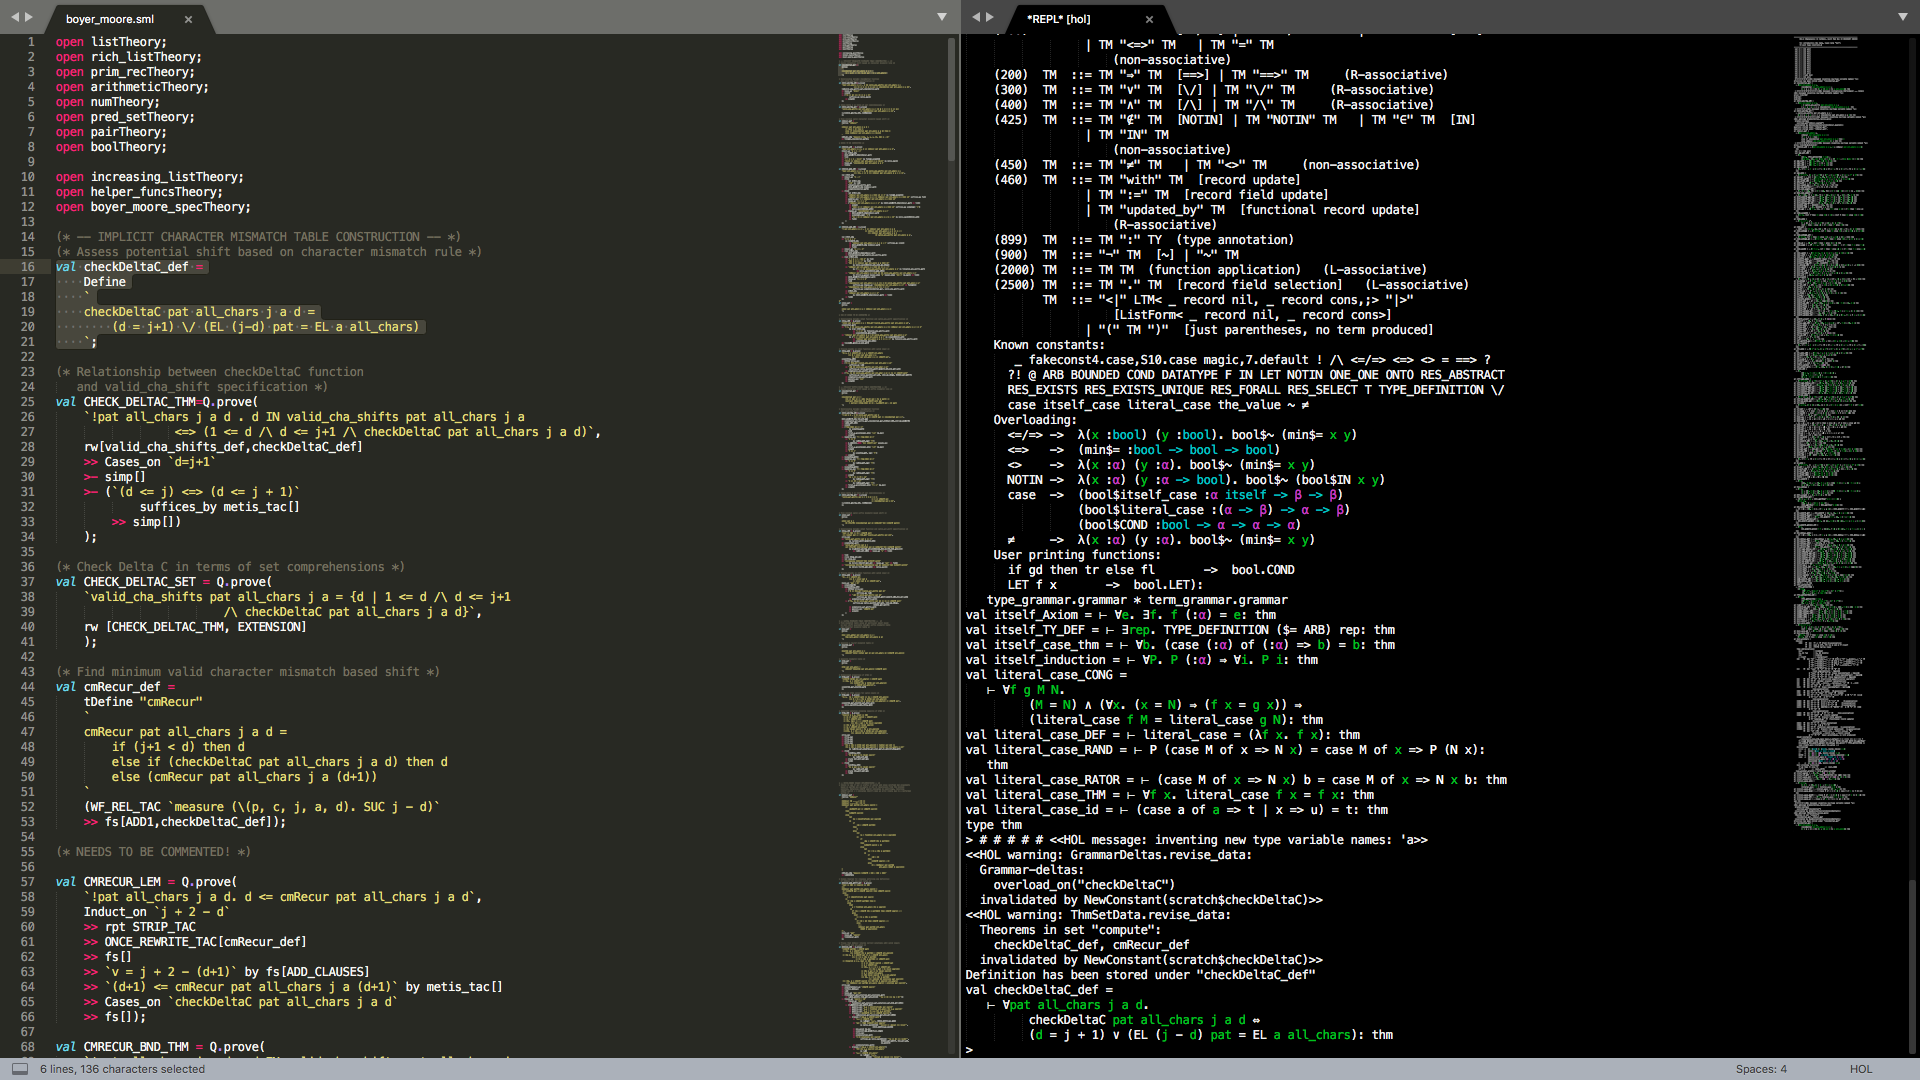 boyer_moore.sml
1 open listTheory;
2 open rich_listTheory;
3 open prim_recTheory;
4 open arithmeticTheory;
5 open numTheory;
6 open pred_setTheory;
7 open pairTheory;
8 open boolTheory;
9
10 open increasing_listTheory;
11 open helper_funcsTheory;
12 open boyer_moore_specTheory;
13
14 (* -- IMPLICIT CHARACTER MISMATCH TABLE CONSTRUCTION -- *)
15 (* Assess potential shift based on character mismatch rule *)
16 val checkDeltaC_def =
17 Define
18 `
19 checkDeltaC pat all_chars j a d =
20 (d = j+1) \/ (EL (j-d) pat = EL a all_chars)
21 `;
22
23 (* Relationship between checkDeltaC function
24 and valid_cha_shift specification *)
25 val CHECK_DELTAC_THM=Q.prove(
26 `!pat all_chars j a d . d IN valid_cha_shifts pat all_chars j a
27 <=> (1 <= d /\ d <= j+1 /\ checkDeltaC pat all_chars j a d)`,
28 rw[valid_cha_shifts_def,checkDeltaC_def]
29 >> Cases_on `d=j+1`
30 >- simp[]
31 >- (`(d <= j) <=> (d <= j + 1)`
32 suffices_by metis_tac[]
33 >> simp[])
34 );
35
36 (* Check Delta C in terms of set comprehensions *)
37 val CHECK_DELTAC_SET = Q.prove(
38 `valid_cha_shifts pat all_chars j a = {d | 1 <= d /\ d <= j+1
39 /\ checkDeltaC pat all_chars j a d}`,
40 rw [CHECK_DELTAC_THM, EXTENSION]
41 );
42
43 (* Find minimum valid character mismatch based shift *)
44 val cmRecur_def =
45 tDefine "cmRecur"
46 `
47 cmRecur pat all_chars j a d =
48 if (j+1 < d) then d
49 else if (checkDeltaC pat all_chars j a d) then d
50 else (cmRecur pat all_chars j a (d+1))
51 `
52 (WF_REL_TAC `measure (\(p, c, j, a, d). SUC j - d)`
53 >> fs[ADD1,checkDeltaC_def]);
54
55 (* NEEDS TO BE COMMENTED! *)
56
57 val CMRECUR_LEM = Q.prove(
58 `!pat all_chars j a d. d <= cmRecur pat all_chars j a d`,
59 Induct_on `j + 2 - d`
60 >> rpt STRIP_TAC
61 >> ONCE_REWRITE_TAC[cmRecur_def]
62 >> fs[]
63 >> `v = j + 2 - (d+1)` by fs[ADD_CLAUSES]
64 >> `(d+1) <= cmRecur pat all_chars j a (d+1)` by metis_tac[]
65 >> Cases_on `checkDeltaC pat all_chars j a d`
66 >> fs[]);
67
68 val CMRECUR_BND_THM = Q.prove(
*REPL* [hol]
| TM "<=>" TM | TM "=" TM
(non-associative)
(200) TM ::= TM "⇒" TM [==>] | TM "==>" TM (R-associative)
(300) TM ::= TM "∨" TM [\/] | TM "\/" TM (R-associative)
(400) TM ::= TM "∧" TM [/\] | TM "/\" TM (R-associative)
(425) TM ::= TM "∉" TM [NOTIN] | TM "NOTIN" TM | TM "∈" TM [IN]
| TM "IN" TM
(non-associative)
(450) TM ::= TM "≠" TM | TM "<>" TM (non-associative)
(460) TM ::= TM "with" TM [record update]
| TM ":=" TM [record field update]
| TM "updated_by" TM [functional record update]
(R-associative)
(899) TM ::= TM ":" TY (type annotation)
(900) TM ::= "¬" TM [~] | "~" TM
(2000) TM ::= TM TM (function application) (L-associative)
(2500) TM ::= TM "." TM [record field selection] (L-associative)
TM ::= "<|" LTM< _ record nil, _ record cons,;> "|>"
[ListForm< _ record nil, _ record cons>]
| "(" TM ")" [just parentheses, no term produced]
Known constants:
_ fakeconst4.case,S10.case magic,7.default ! /\ <=/=> <=> <> = ==> ?
?! @ ARB BOUNDED COND DATATYPE F IN LET NOTIN ONE_ONE ONTO RES_ABSTRACT
RES_EXISTS RES_EXISTS_UNIQUE RES_FORALL RES_SELECT T TYPE_DEFINITION \/
case itself_case literal_case the_value ~ ≠
Overloading:
<=/=> -> λ(x :bool) (y :bool). bool$~ (min$= x y)
<=> -> (min$= :bool -> bool -> bool)
<> -> λ(x :α) (y :α). bool$~ (min$= x y)
NOTIN -> λ(x :α) (y :α -> bool). bool$~ (bool$IN x y)
case -> (bool$itself_case :α itself -> β -> β)
(bool$literal_case :(α -> β) -> α -> β)
(bool$COND :bool -> α -> α -> α)
≠ -> λ(x :α) (y :α). bool$~ (min$= x y)
User printing functions:
if gd then tr else fl -> bool.COND
LET f x -> bool.LET):
type_grammar.grammar * term_grammar.grammar
val itself_Axiom = ⊢ ∀e. ∃f. f (:α) = e: thm
val itself_TY_DEF = ⊢ ∃rep. TYPE_DEFINITION ($= ARB) rep: thm
val itself_case_thm = ⊢ ∀b. (case (:α) of (:α) => b) = b: thm
val itself_induction = ⊢ ∀P. P (:α) ⇒ ∀i. P i: thm
val literal_case_CONG =
⊢ ∀f g M N.
(M = N) ∧ (∀x. (x = N) ⇒ (f x = g x)) ⇒
(literal_case f M = literal_case g N): thm
val literal_case_DEF = ⊢ literal_case = (λf x. f x): thm
val literal_case_RAND = ⊢ P (case M of x => N x) = case M of x => P (N x):
thm
val literal_case_RATOR = ⊢ (case M of x => N x) b = case M of x => N x b: thm
val literal_case_THM = ⊢ ∀f x. literal_case f x = f x: thm
val literal_case_id = ⊢ (case a of a => t | x => u) = t: thm
type thm
> # # # # # <<HOL message: inventing new type variable names: 'a>>
<<HOL warning: GrammarDeltas.revise_data:
Grammar-deltas:
overload_on("checkDeltaC")
invalidated by NewConstant(scratch$checkDeltaC)>>
<<HOL warning: ThmSetData.revise_data:
Theorems in set "compute":
checkDeltaC_def, cmRecur_def
invalidated by NewConstant(scratch$checkDeltaC)>>
Definition has been stored under "checkDeltaC_def"
val checkDeltaC_def =
⊢ ∀pat all_chars j a d.
checkDeltaC pat all_chars j a d ⇔
(d = j + 1) ∨ (EL (j - d) pat = EL a all_chars): thm
>
6 lines, 136 characters selected
Spaces: 4
HOL